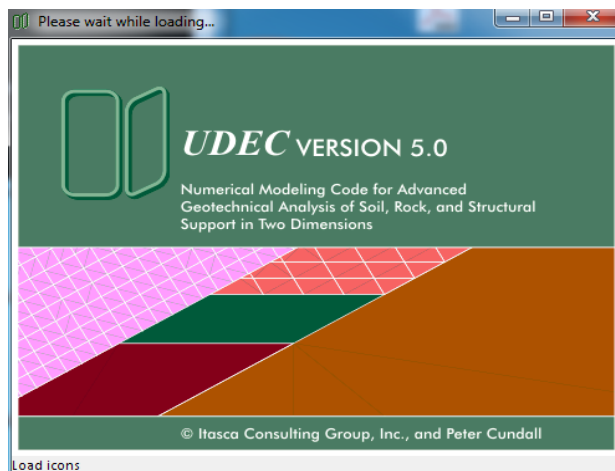 Please wait while loading...
UDEC VERSION 5.0
Numerical Modeling Code for Advanced
Geotechnical Analysis of Soil, Rock, and Structural
Support in Two Dimensions
© Itasca Consulting Group, Inc., and Peter Cundall
Load icons